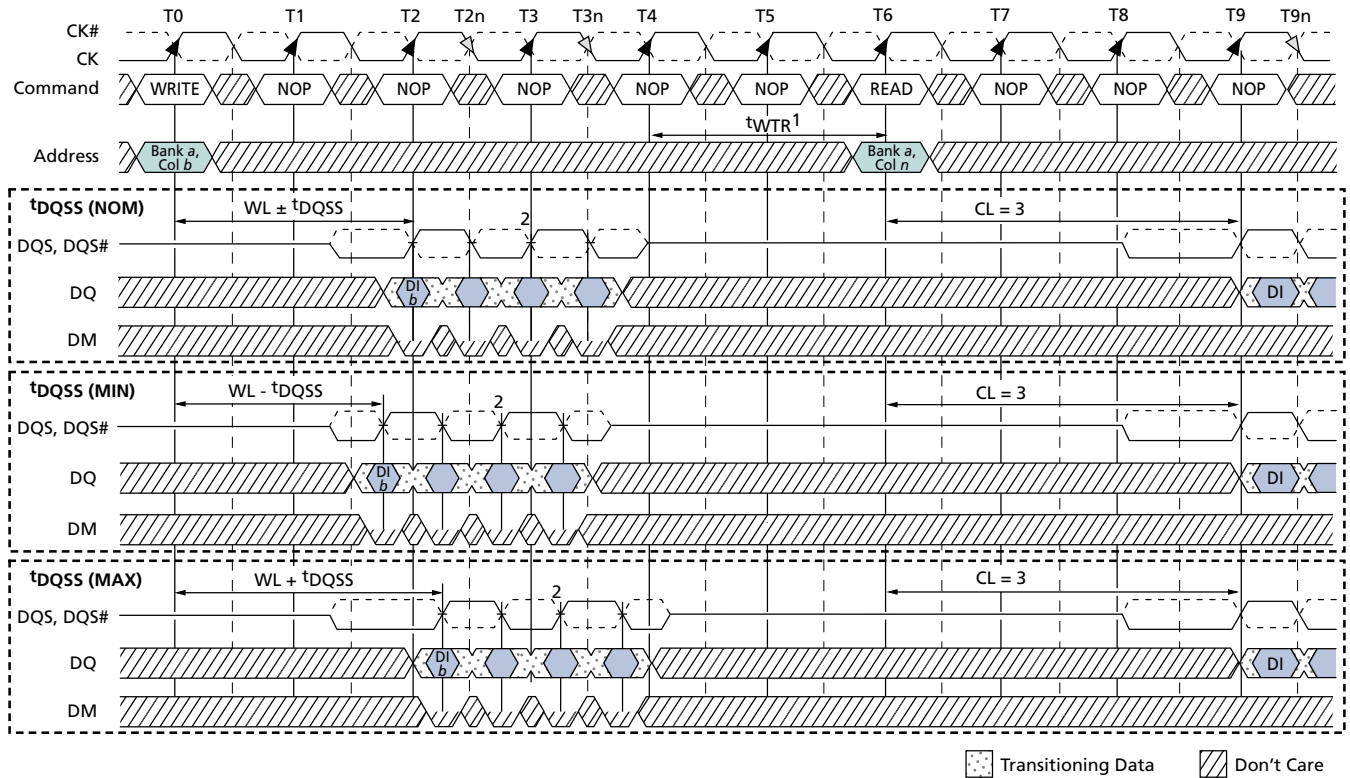 T0 T1 T2 T2n T3 T3n T4 T5 T6 T7 T8 T9 T9n
CK#
CK
Command WRITE NOP NOP NOP NOP NOP READ NOP NOP NOP
tWTR1
Address Bank a, Col b Bank a, Col n
tDQSS (NOM) WL ± tDQSS 2 CL = 3
DQS, DQS#
DQ DI b DI
DM
tDQSS (MIN) WL - tDQSS 2 CL = 3
DQS, DQS#
DQ DI b DI
DM
tDQSS (MAX) WL + tDQSS 2 CL = 3
DQS, DQS#
DQ DI b DI
DM
Transitioning Data Don't Care